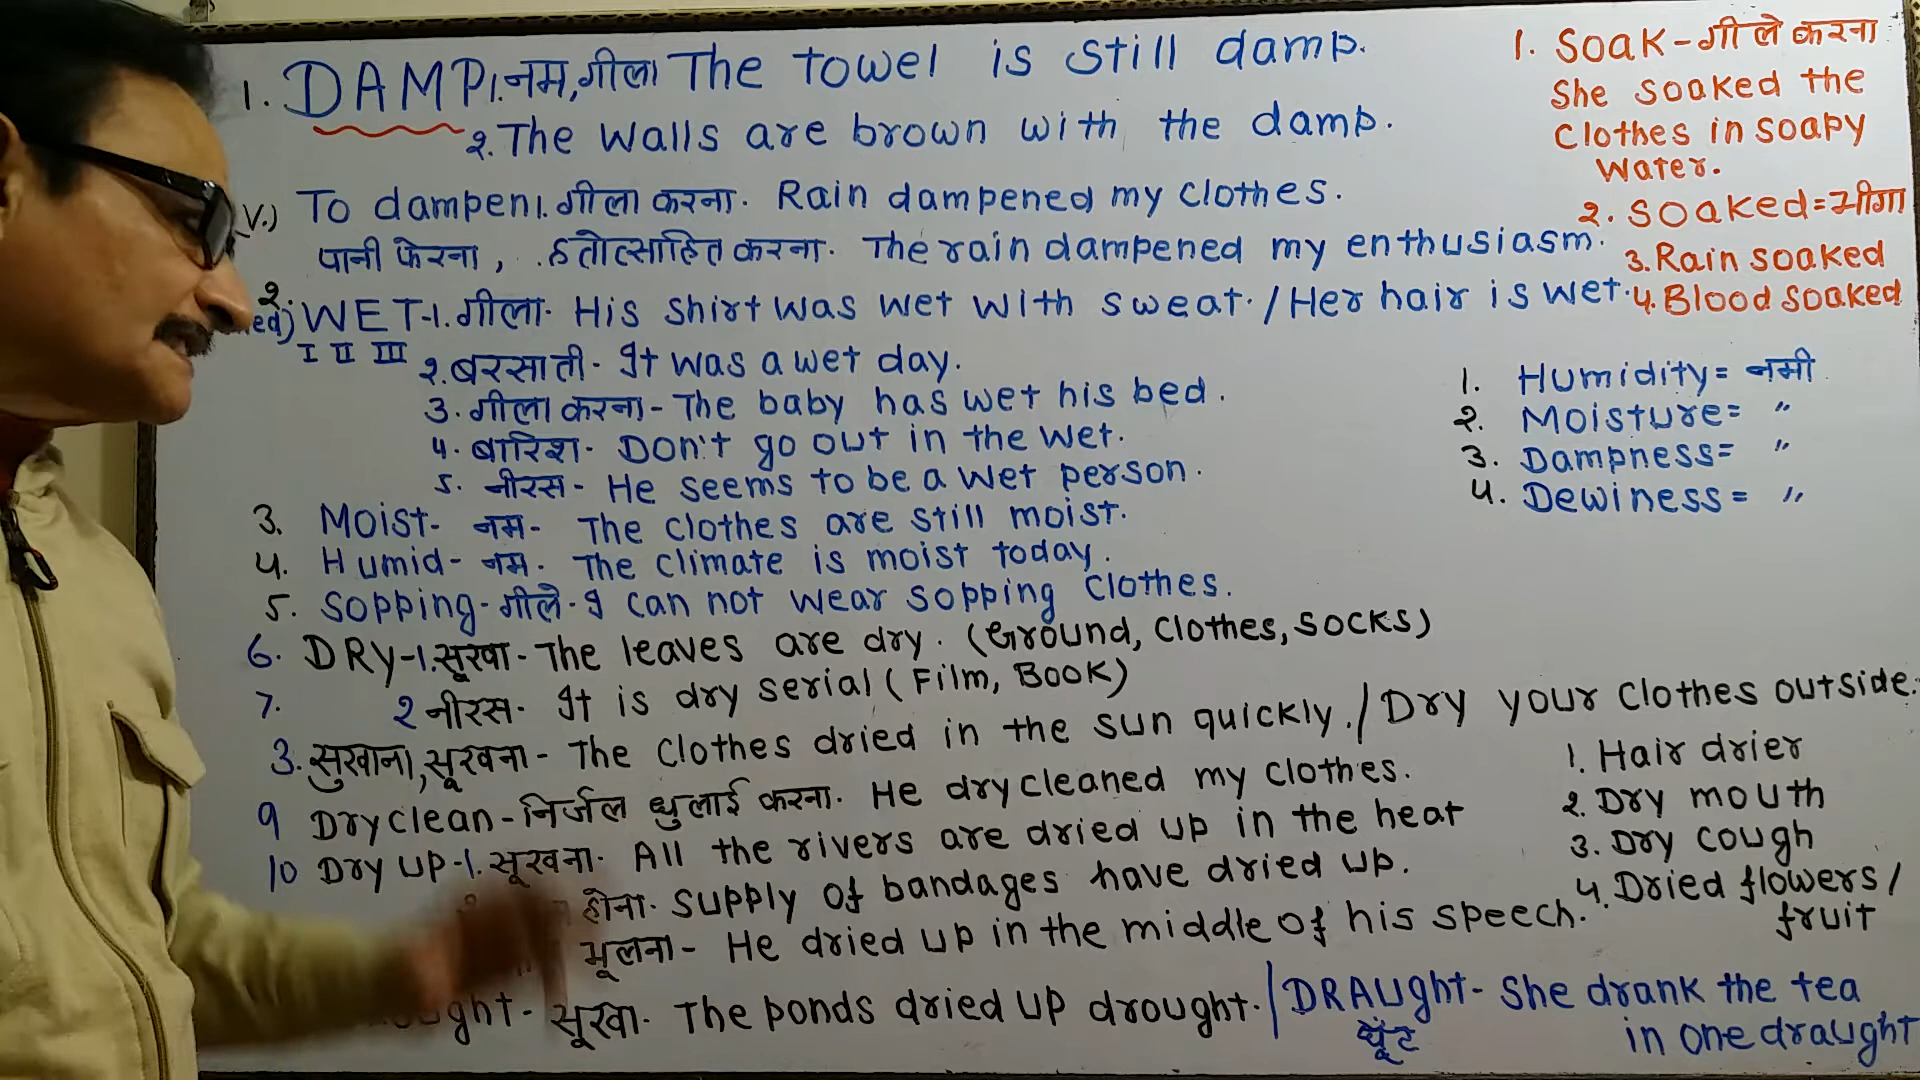 1. DAMP 1. नम, गीला The towel is still damp.
२. The walls are brown with the damp.
V.) To dampen 1. गीला करना. Rain dampened my clothes.
पानी फेरना, हतोत्साहित करना. The rain dampened my enthusiasm.
२. WET-1. गीला. His shirt was wet with sweat. / Her hair is wet.
I II III
२. बरसाती - It was a wet day.
3. गीला करना - The baby has wet his bed.
4. बारिश - Don't go out in the wet.
5. नीरस - He seems to be a wet person.
3. Moist - नम - The clothes are still moist.
4. Humid - नम. The climate is moist today.
5. Sopping - गीले - I can not wear sopping clothes.
6. DRY-1. सूखा - The leaves are dry. (Ground, Clothes, Socks)
7. 2 नीरस - It is dry serial (Film, Book)
3. सुखाना, सूखना - The clothes dried in the sun quickly. / Dry your clothes outside.
9 Dryclean - निर्जल धुलाई करना. He drycleaned my clothes.
10 Dry up-1. सूखना. All the rivers are dried up in the heat
होना. Supply of bandages have dried up.
भूलना - He dried up in the middle of his speech.
ught - सूखा. The ponds dried up drought. / DRAUght - She drank the tea
घूंट in one draught
1. Soak - गीले करना
She soaked the
clothes in soapy
water.
२. Soaked = भीगा
3. Rain soaked
4. Blood soaked
1. Humidity = नमी
२. Moisture = "
3. Dampness = "
4. Dewiness = "
1. Hair drier
२. Dry mouth
3. Dry cough
4. Dried flowers /
fruit